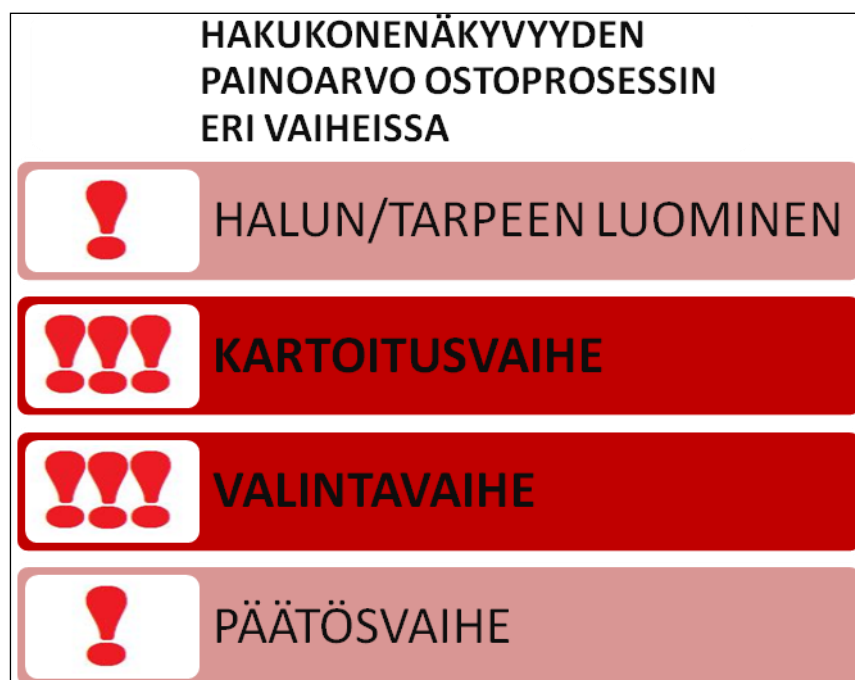 HAKUKONENÄKYVYYDEN
PAINOARVO OSTOPROSESSIN
ERI VAIHEISSA
HALUN/TARPEEN LUOMINEN
KARTOITUSVAIHE
VALINTAVAIHE
PÄÄTÖSVAIHE